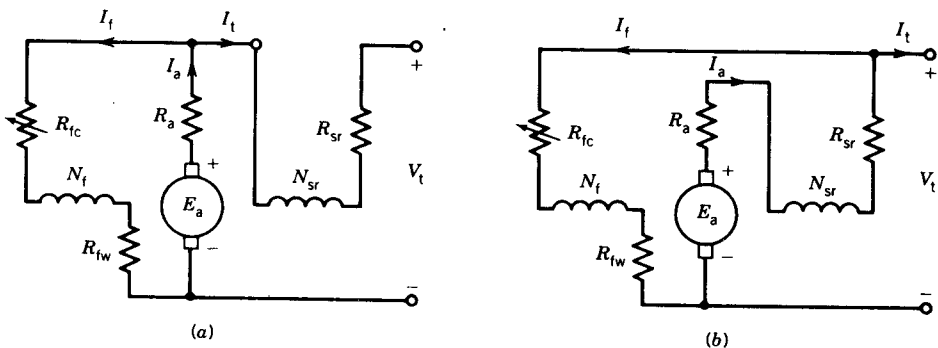 I_f
I_t
I_a
R_fc
R_a
+
R_sr
N_f
+
N_sr
V_t
E_a
R_fw
−
−
(a)
I_f
I_t
+
I_a
R_fc
R_a
R_sr
N_f
+
N_sr
V_t
E_a
R_fw
−
−
(b)